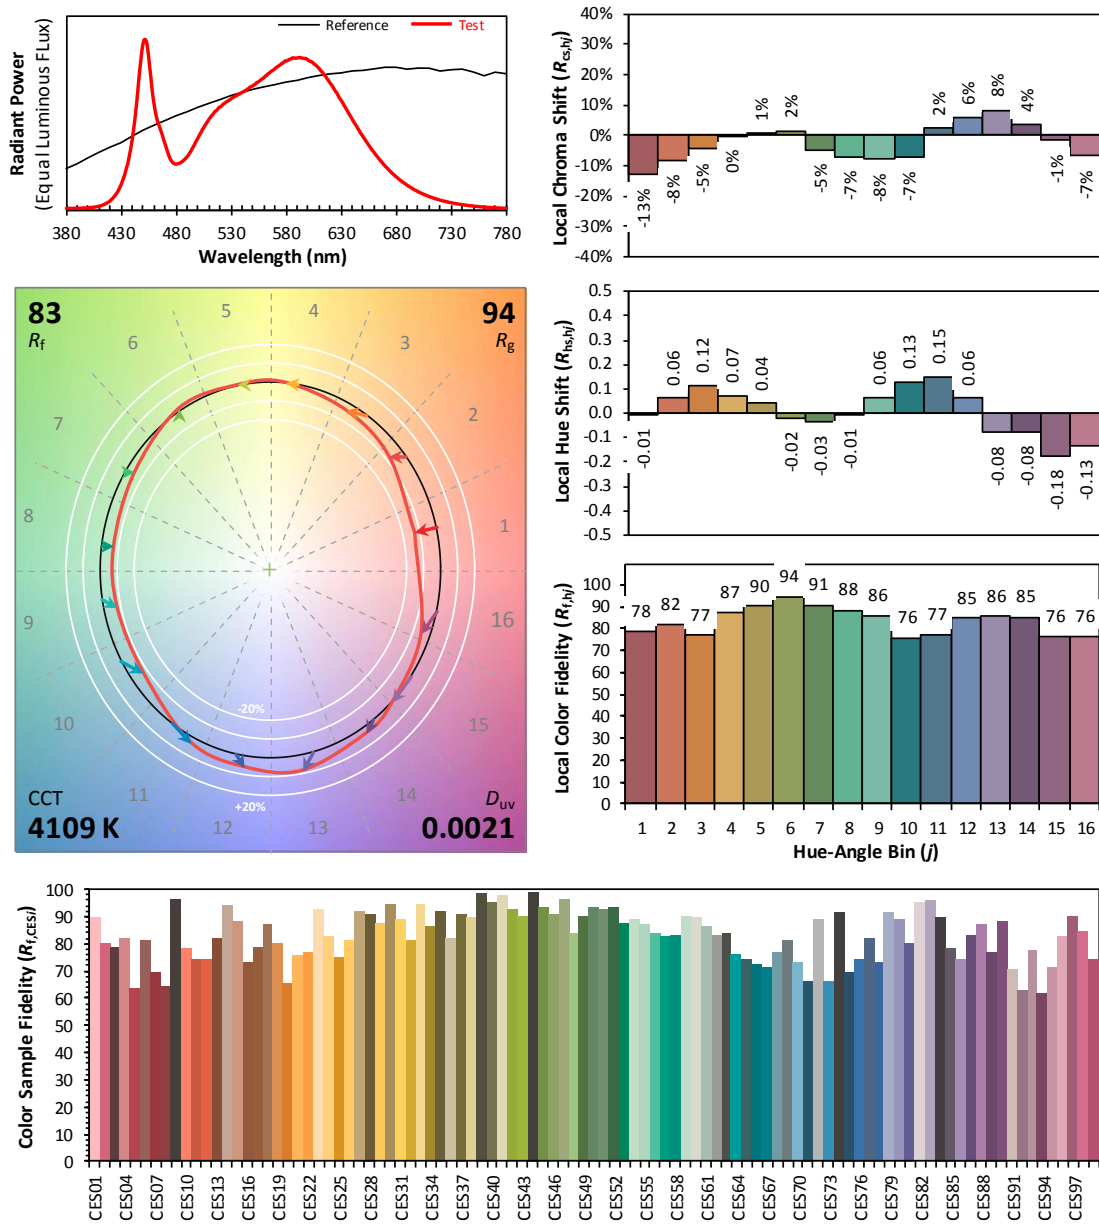 Reference
Test
Radiant Power
(Equal Luminous FLux)
380 430 480 530 580 630 680 730 780
Wavelength (nm)
Local Chroma Shift (Rcs,hj)
40%
30%
20%
10%
0%
-10%
-20%
-30%
-40%
-13% -8% -5% 0% 1% 2% -5% -7% -8% -7% 2% 6% 8% 4% -1% -7%
83
Rf
94
Rg
1 2 3 4 5 6 7 8 9 10 11 12 13 14 15 16
-20%
+20%
CCT
4109 K
Duv
0.0021
Local Hue Shift (Rhs,hj)
0.5
0.4
0.3
0.2
0.1
0.0
-0.1
-0.2
-0.3
-0.4
-0.5
-0.01 0.06 0.12 0.07 0.04 -0.02 -0.03 -0.01 0.06 0.13 0.15 0.06 -0.08 -0.08 -0.18 -0.13
Local Color Fidelity (Rf,hj)
100
90
80
70
60
50
40
30
20
10
0
78 82 77 87 90 94 91 88 86 76 77 85 86 85 76 76
1 2 3 4 5 6 7 8 9 10 11 12 13 14 15 16
Hue-Angle Bin (j)
Color Sample Fidelity (Rf,CESi)
100
90
80
70
60
50
40
30
20
10
0
CES01 CES04 CES07 CES10 CES13 CES16 CES19 CES22 CES25 CES28 CES31 CES34 CES37 CES40 CES43 CES46 CES49 CES52 CES55 CES58 CES61 CES64 CES67 CES70 CES73 CES76 CES79 CES82 CES85 CES88 CES91 CES94 CES97